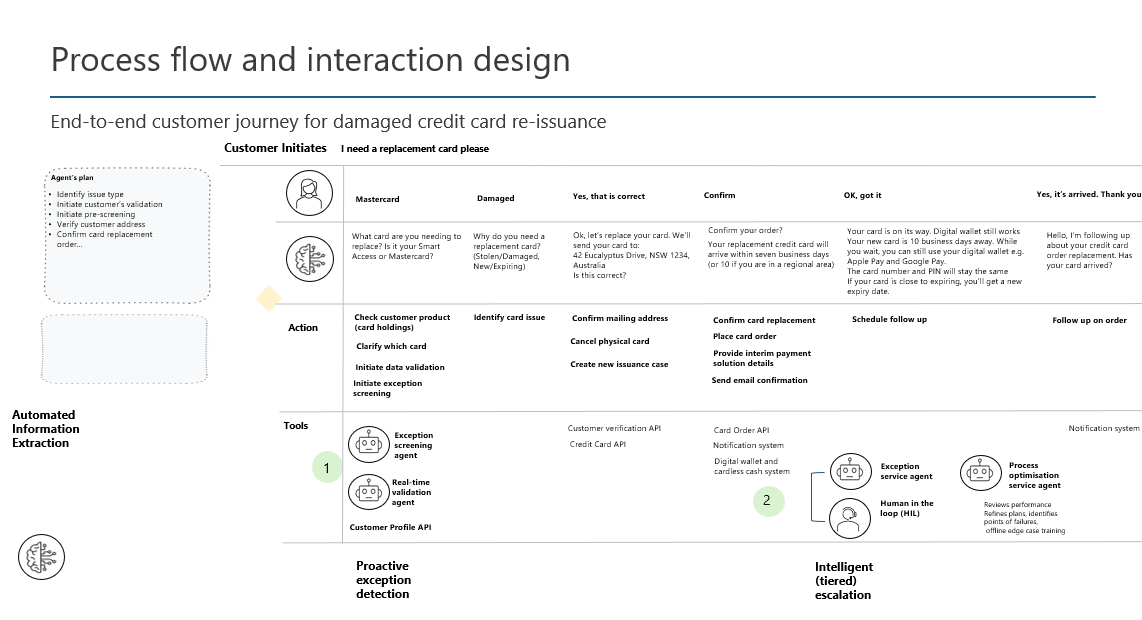 Process flow and interaction design
End-to-end customer journey for damaged credit card re-issuance
Customer Initiates
I need a replacement card please
Agent's plan
• Identify issue type
• Initiate customer's validation
• Initiate pre-screening
• Verify customer address
• Confirm card replacement
order...
Mastercard
Damaged
Yes, that is correct
Confirm
OK, got it
Yes, it's arrived. Thank you
What card are you needing to
replace? Is it your Smart
Access or Mastercard?
Why do you need a
replacement card?
(Stolen/Damaged,
New/Expiring)
Ok, let's replace your card. We'll
send your card to:
42 Eucalyptus Drive, NSW 1234,
Australia
Is this correct?
Confirm your order?
Your replacement credit card will
arrive within seven business days
(or 10 if you are in a regional area)
Your card is on its way. Digital wallet still works
Your new card is 10 business days away. While
you wait, you can still use your digital wallet e.g.
Apple Pay and Google Pay.
The card number and PIN will stay the same
If your card is close to expiring, you'll get a new
expiry date.
Hello, I'm following up
about your credit card
order replacement. Has
your card arrived?
Action
Check customer product
(card holdings)
Clarify which card
Initiate data validation
Initiate exception
screening
Identify card issue
Confirm mailing address
Cancel physical card
Create new issuance case
Confirm card replacement
Place card order
Provide interim payment
solution details
Send email confirmation
Schedule follow up
Follow up on order
Automated
Information
Extraction
Tools
1
Exception
screening
agent
Real-time
validation
agent
Customer Profile API
Customer verification API
Credit Card API
Card Order API
Notification system
Digital wallet and
cardless cash system
2
Exception
service agent
Human in the
loop (HIL)
Process
optimisation
service agent
Reviews performance
Refines plans, identifies
points of failures,
offline edge case training
Notification system
Proactive
exception
detection
Intelligent
(tiered)
escalation